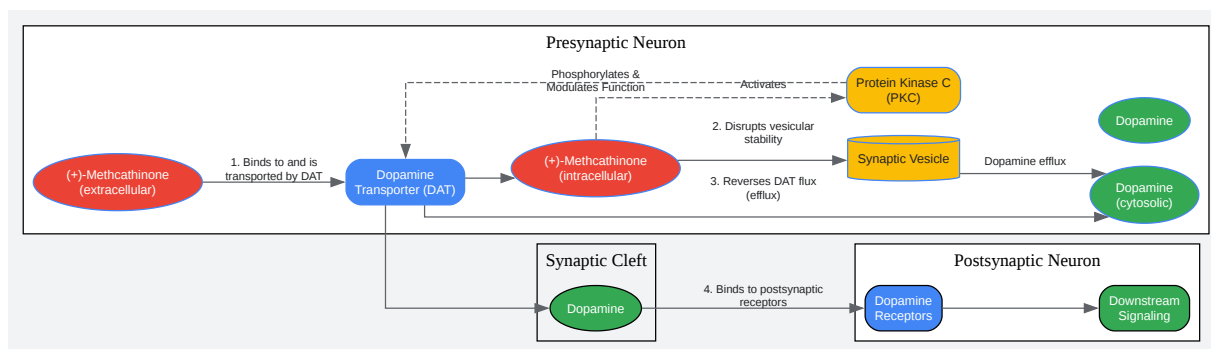 Presynaptic Neuron
Phosphorylates &
Modulates Function
Activates
Protein Kinase C
(PKC)
Dopamine
(+)-Methcathinone
(extracellular)
1. Binds to and is
transported by DAT
Dopamine
Transporter (DAT)
(+)-Methcathinone
(intracellular)
2. Disrupts vesicular
stability
Synaptic Vesicle
Dopamine efflux
Dopamine
(cytosolic)
3. Reverses DAT flux
(efflux)
Synaptic Cleft
Dopamine
4. Binds to postsynaptic
receptors
Postsynaptic Neuron
Dopamine
Receptors
Downstream
Signaling